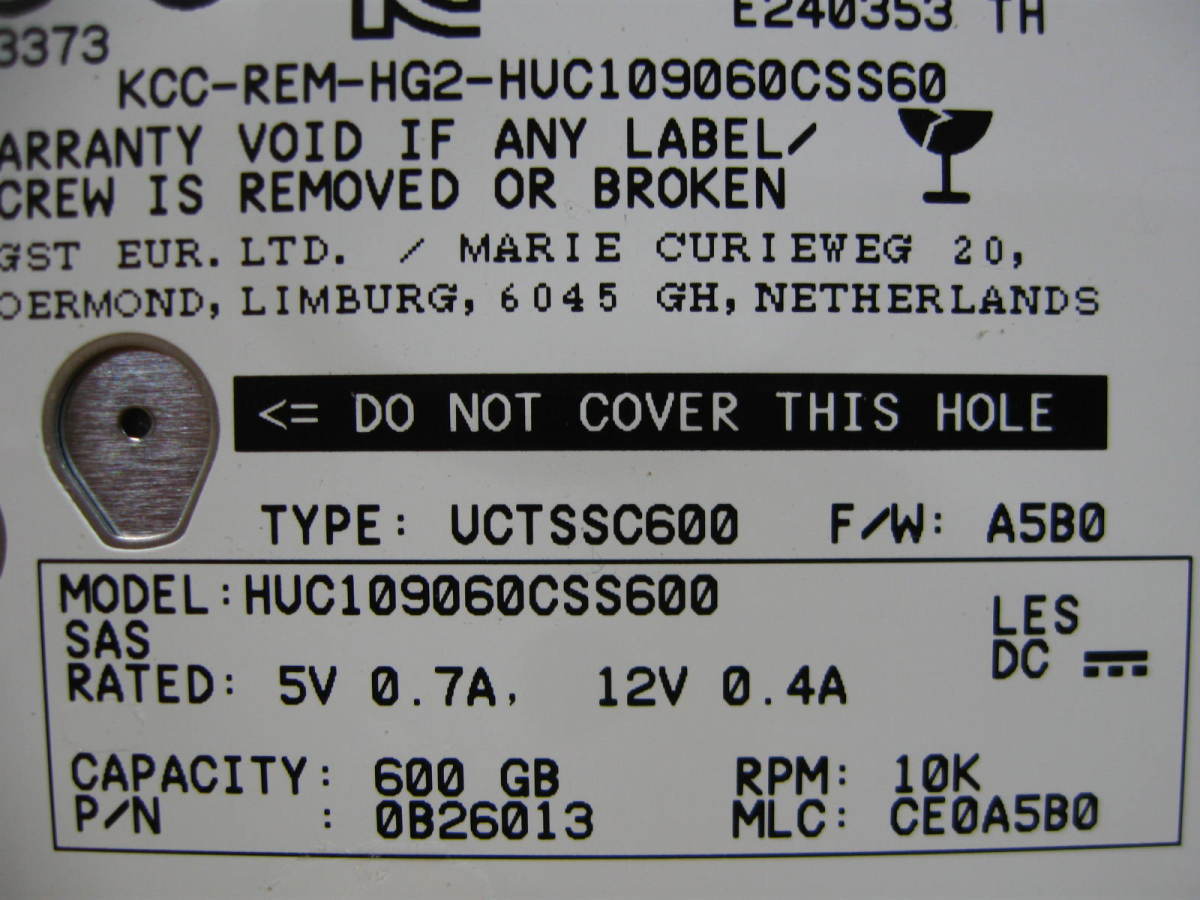 E240353 TH
3373
KCC-REM-HG2-HUC109060CSS60
ARRANTY VOID IF ANY LABEL/
CREW IS REMOVED OR BROKEN
GST EUR. LTD. / MARIE CURIEWEG 20,
OERMOND, LIMBURG, 6045 GH, NETHERLANDS
<= DO NOT COVER THIS HOLE
TYPE: UCTSSC600 F/W: A5B0
MODEL:HUC109060CSS600
LES
SAS
DC
RATED: 5V 0.7A, 12V 0.4A
CAPACITY: 600 GB RPM: 10K
P/N : 0B26013 MLC: CE0A5B0